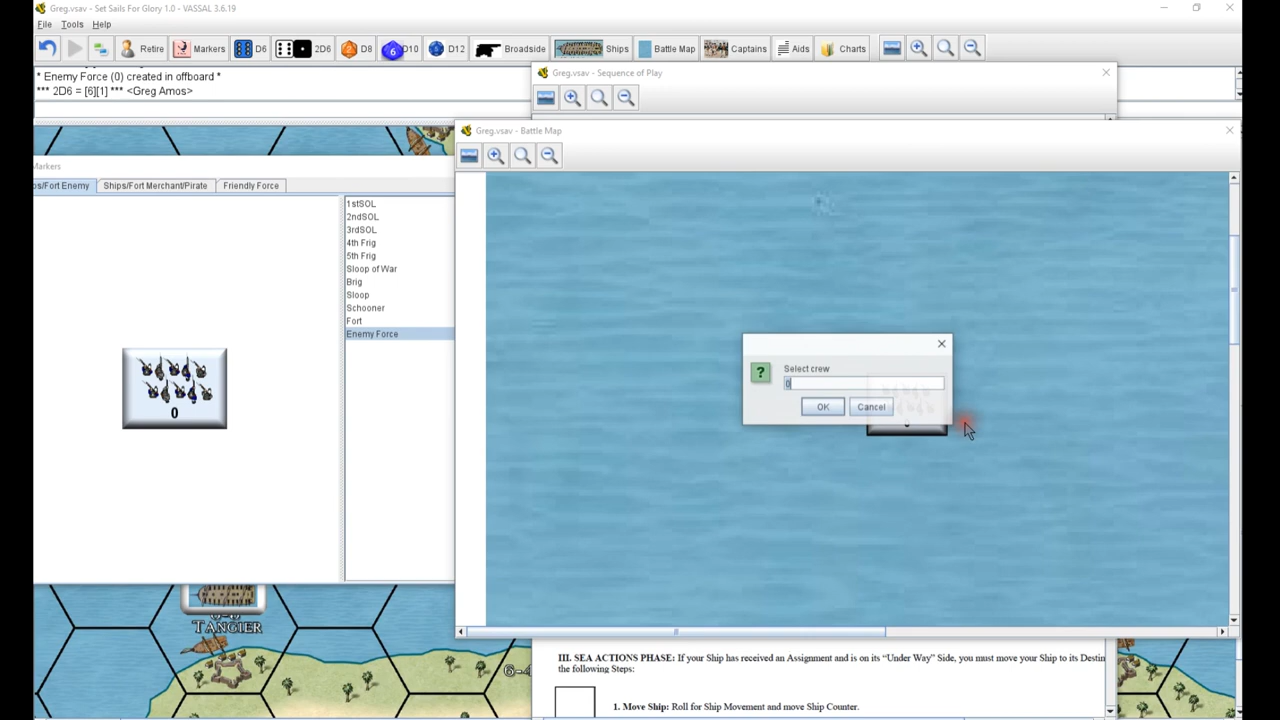 Greg.vsav - Set Sails For Glory 1.0 - VASSAL 3.6.19
File Tools Help
Retire Markers D6 2D6 D8 D10 D12 Broadside Ships Battle Map Captains Aids Charts
* Enemy Force (0) created in offboard *
*** 2D6 = [6][1] *** <Greg Amos>
Greg.vsav - Sequence of Play
Greg.vsav - Battle Map
Markers
ps/Fort Enemy Ships/Fort Merchant/Pirate Friendly Force
1stSOL
2ndSOL
3rdSOL
4th Frig
5th Frig
Sloop of War
Brig
Sloop
Schooner
Fort
Enemy Force
0
Select crew
0
OK Cancel
TANGIER
6-4
III. SEA ACTIONS PHASE: If your Ship has received an Assignment and is on its “Under Way” Side, you must move your Ship to its Destin
the following Steps:
1. Move Ship: Roll for Ship Movement and move Ship Counter.